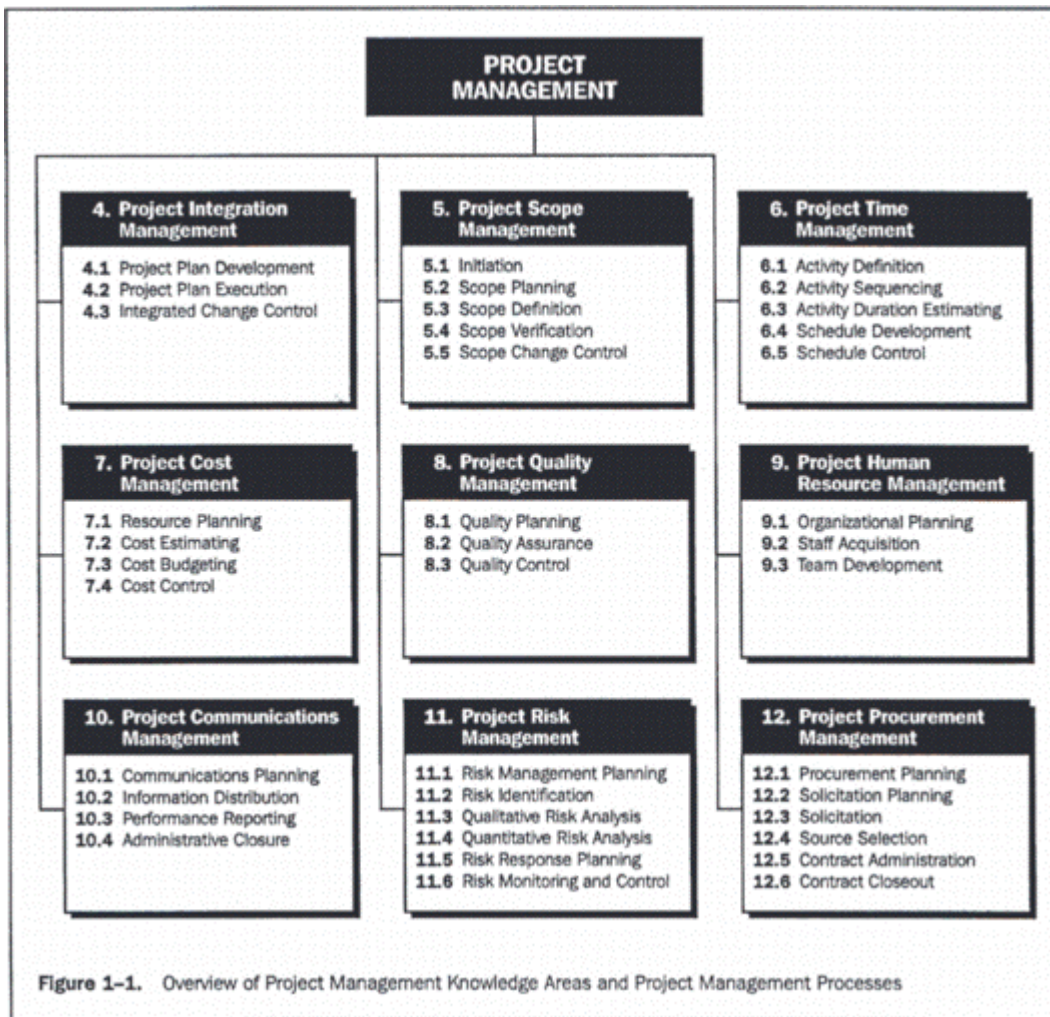 PROJECT
MANAGEMENT
4. Project Integration
Management
4.1 Project Plan Development
4.2 Project Plan Execution
4.3 Integrated Change Control
5. Project Scope
Management
5.1 Initiation
5.2 Scope Planning
5.3 Scope Definition
5.4 Scope Verification
5.5 Scope Change Control
6. Project Time
Management
6.1 Activity Definition
6.2 Activity Sequencing
6.3 Activity Duration Estimating
6.4 Schedule Development
6.5 Schedule Control
7. Project Cost
Management
7.1 Resource Planning
7.2 Cost Estimating
7.3 Cost Budgeting
7.4 Cost Control
8. Project Quality
Management
8.1 Quality Planning
8.2 Quality Assurance
8.3 Quality Control
9. Project Human
Resource Management
9.1 Organizational Planning
9.2 Staff Acquisition
9.3 Team Development
10. Project Communications
Management
10.1 Communications Planning
10.2 Information Distribution
10.3 Performance Reporting
10.4 Administrative Closure
11. Project Risk
Management
11.1 Risk Management Planning
11.2 Risk Identification
11.3 Qualitative Risk Analysis
11.4 Quantitative Risk Analysis
11.5 Risk Response Planning
11.6 Risk Monitoring and Control
12. Project Procurement
Management
12.1 Procurement Planning
12.2 Solicitation Planning
12.3 Solicitation
12.4 Source Selection
12.5 Contract Administration
12.6 Contract Closeout
Figure 1–1. Overview of Project Management Knowledge Areas and Project Management Processes